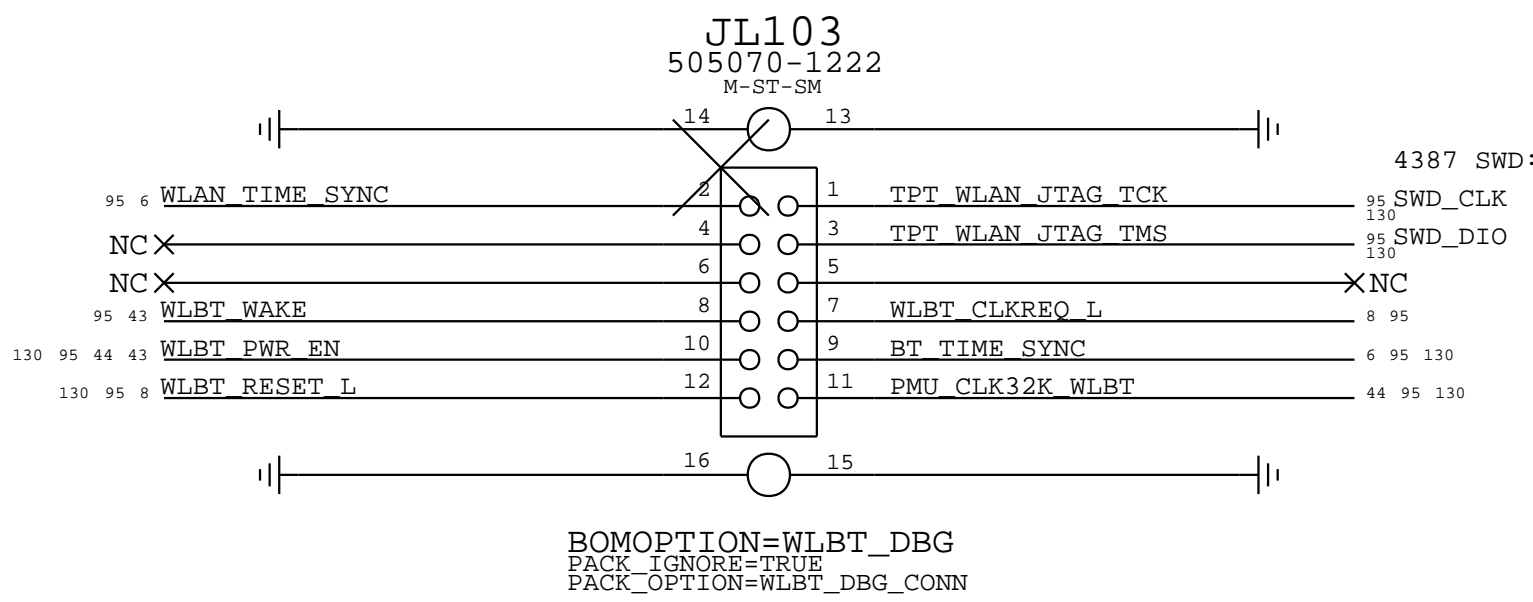 JL103
505070-1222
M-ST-SM
14 13
4387 SWD:
95 6 WLAN_TIME_SYNC 2 1 TPT_WLAN_JTAG_TCK 95 130 SWD_CLK
NC 4 3 TPT_WLAN_JTAG_TMS 95 130 SWD_DIO
NC 6 5 NC
95 43 WLBT_WAKE 8 7 WLBT_CLKREQ_L 8 95
130 95 44 43 WLBT_PWR_EN 10 9 BT_TIME_SYNC 6 95 130
130 95 8 WLBT_RESET_L 12 11 PMU_CLK32K_WLBT 44 95 130
16 15
BOMOPTION=WLBT_DBG
PACK_IGNORE=TRUE
PACK_OPTION=WLBT_DBG_CONN